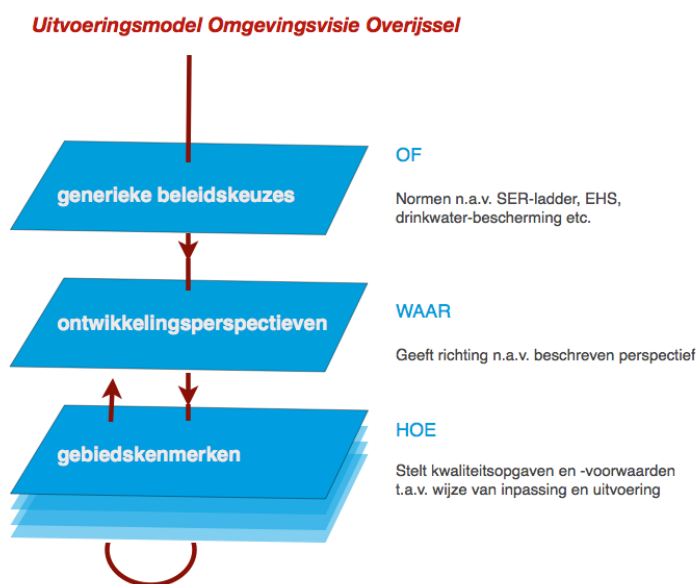 Uitvoeringsmodel Omgevingsvisie Overijssel
generieke beleidskeuzes
OF
Normen n.a.v. SER-ladder, EHS,
drinkwater-bescherming etc.
ontwikkelingsperspectieven
WAAR
Geeft richting n.a.v. beschreven perspectief
gebiedskenmerken
HOE
Stelt kwaliteitsopgaven en -voorwaarden
t.a.v. wijze van inpassing en uitvoering